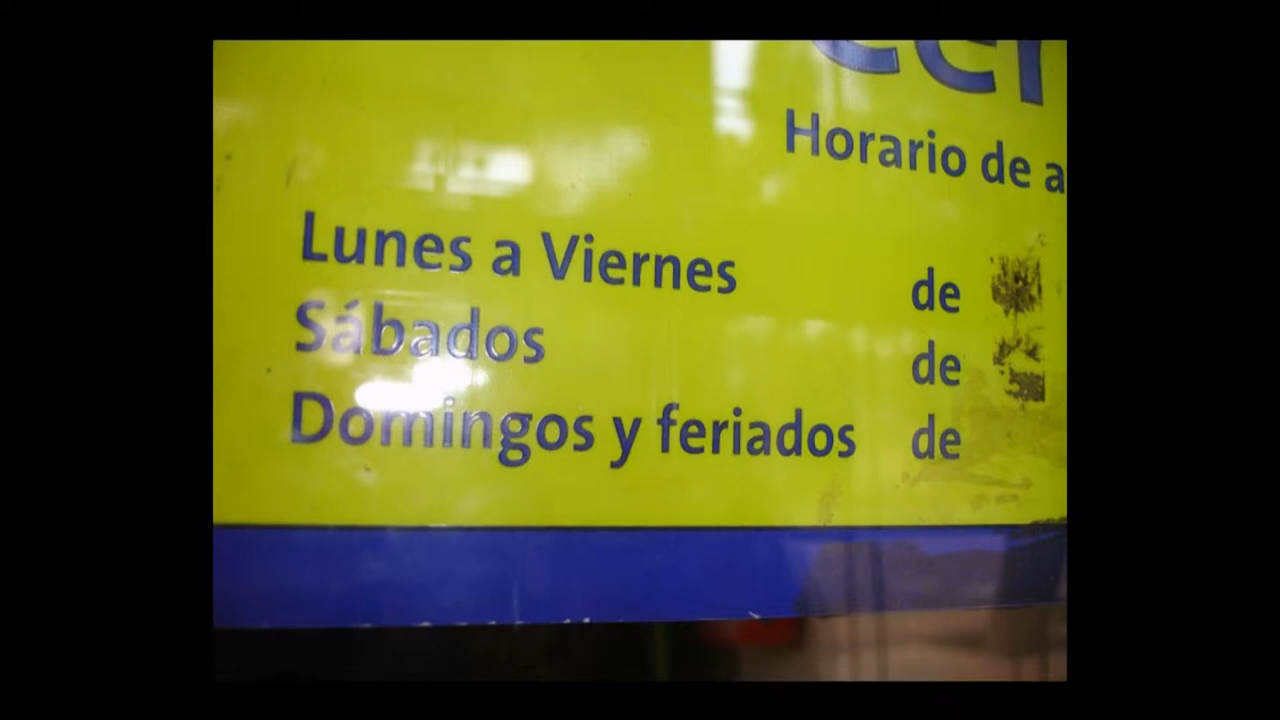 Horario de a
Lunes a Viernes de
Sábados de
Domingos y feriados de